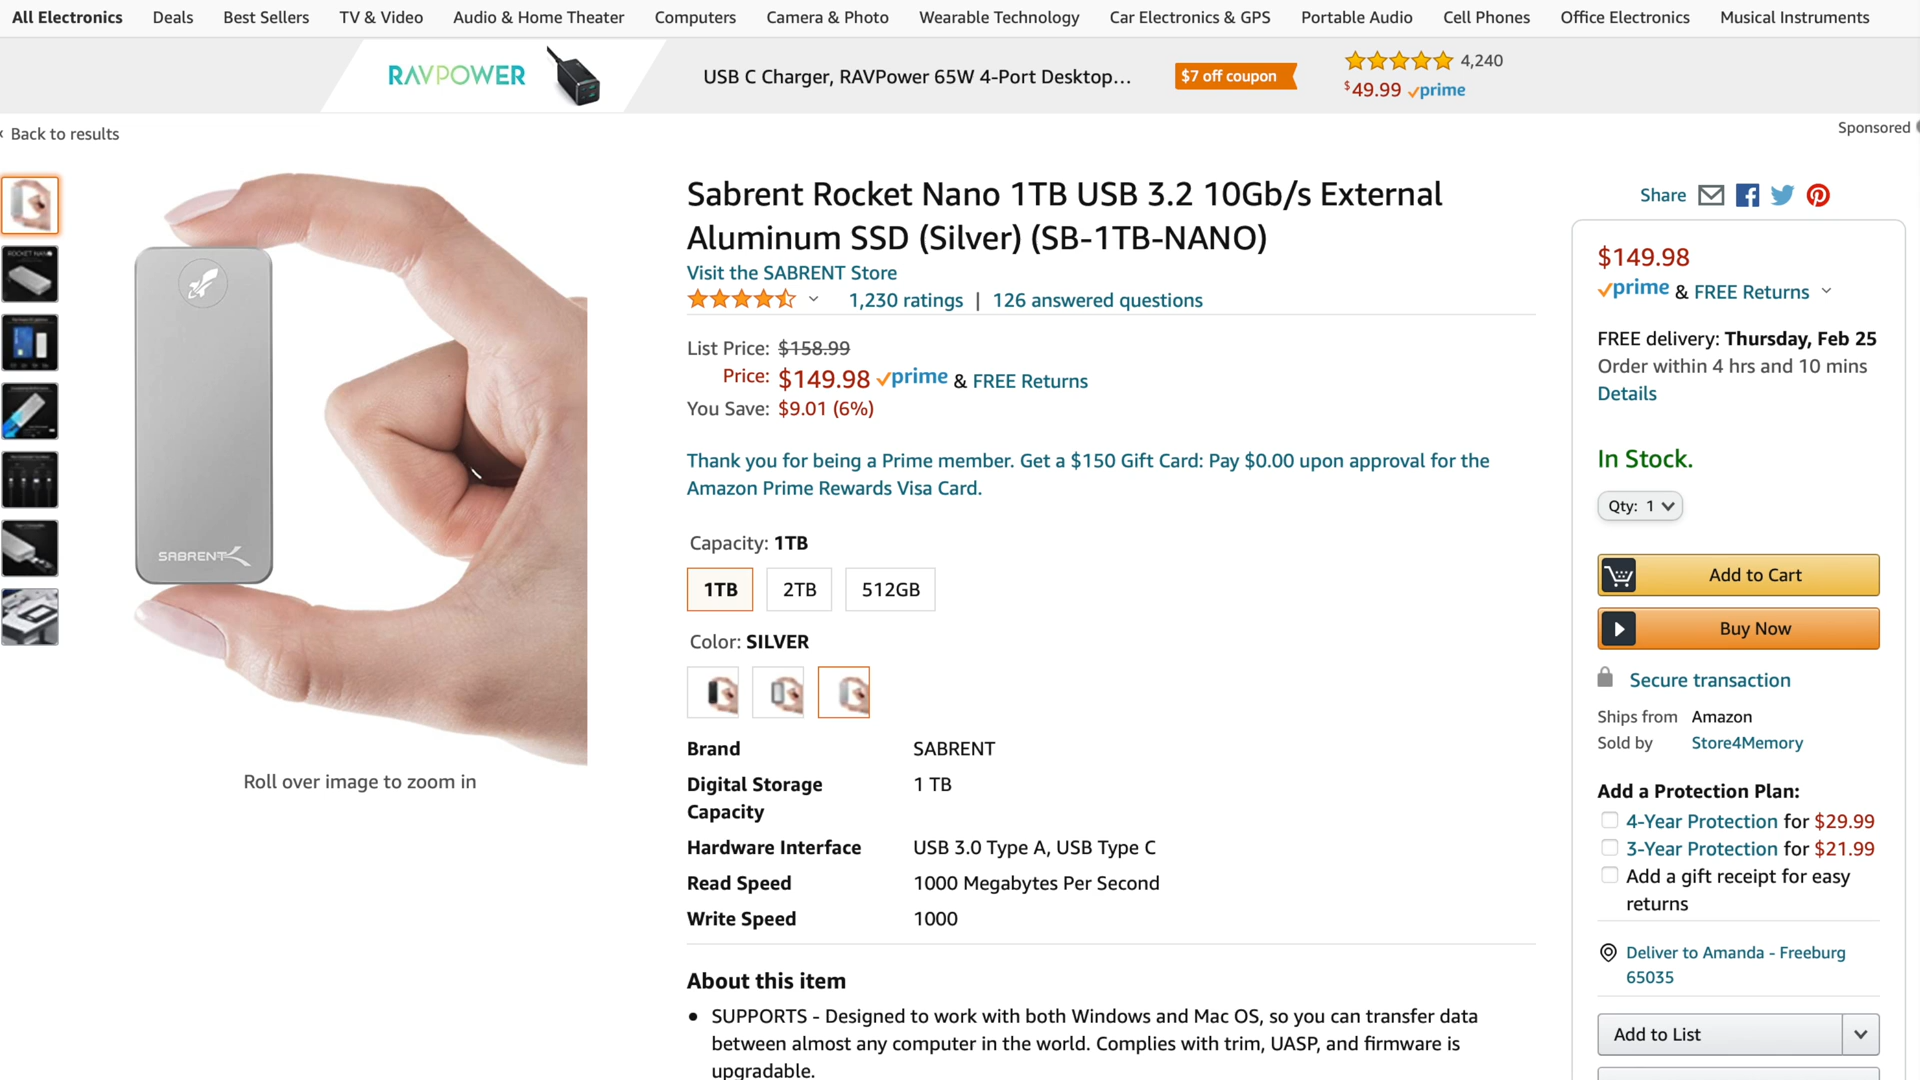 All Electronics Deals Best Sellers TV & Video Audio & Home Theater Computers Camera & Photo Wearable Technology Car Electronics & GPS Portable Audio Cell Phones Office Electronics Musical Instruments
RAVPOWER USB C Charger, RAVPower 65W 4-Port Desktop… $7 off coupon 4,240
$49.99 prime
‹ Back to results
Sponsored
Sabrent Rocket Nano 1TB USB 3.2 10Gb/s External
Aluminum SSD (Silver) (SB-1TB-NANO)
Visit the SABRENT Store
1,230 ratings | 126 answered questions
List Price: $158.99
Price: $149.98 prime & FREE Returns
You Save: $9.01 (6%)
Thank you for being a Prime member. Get a $150 Gift Card: Pay $0.00 upon approval for the
Amazon Prime Rewards Visa Card.
Capacity: 1TB
1TB 2TB 512GB
Color: SILVER
Brand SABRENT
Digital Storage 1 TB
Capacity
Hardware Interface USB 3.0 Type A, USB Type C
Read Speed 1000 Megabytes Per Second
Write Speed 1000
About this item
• SUPPORTS - Designed to work with both Windows and Mac OS, so you can transfer data
between almost any computer in the world. Complies with trim, UASP, and firmware is
upgradable.
ROCKET NANO
SABRENT
Roll over image to zoom in
Share
$149.98
prime & FREE Returns
FREE delivery: Thursday, Feb 25
Order within 4 hrs and 10 mins
Details
In Stock.
Qty: 1
Add to Cart
Buy Now
Secure transaction
Ships from Amazon
Sold by Store4Memory
Add a Protection Plan:
4-Year Protection for $29.99
3-Year Protection for $21.99
Add a gift receipt for easy
returns
Deliver to Amanda - Freeburg
65035
Add to List